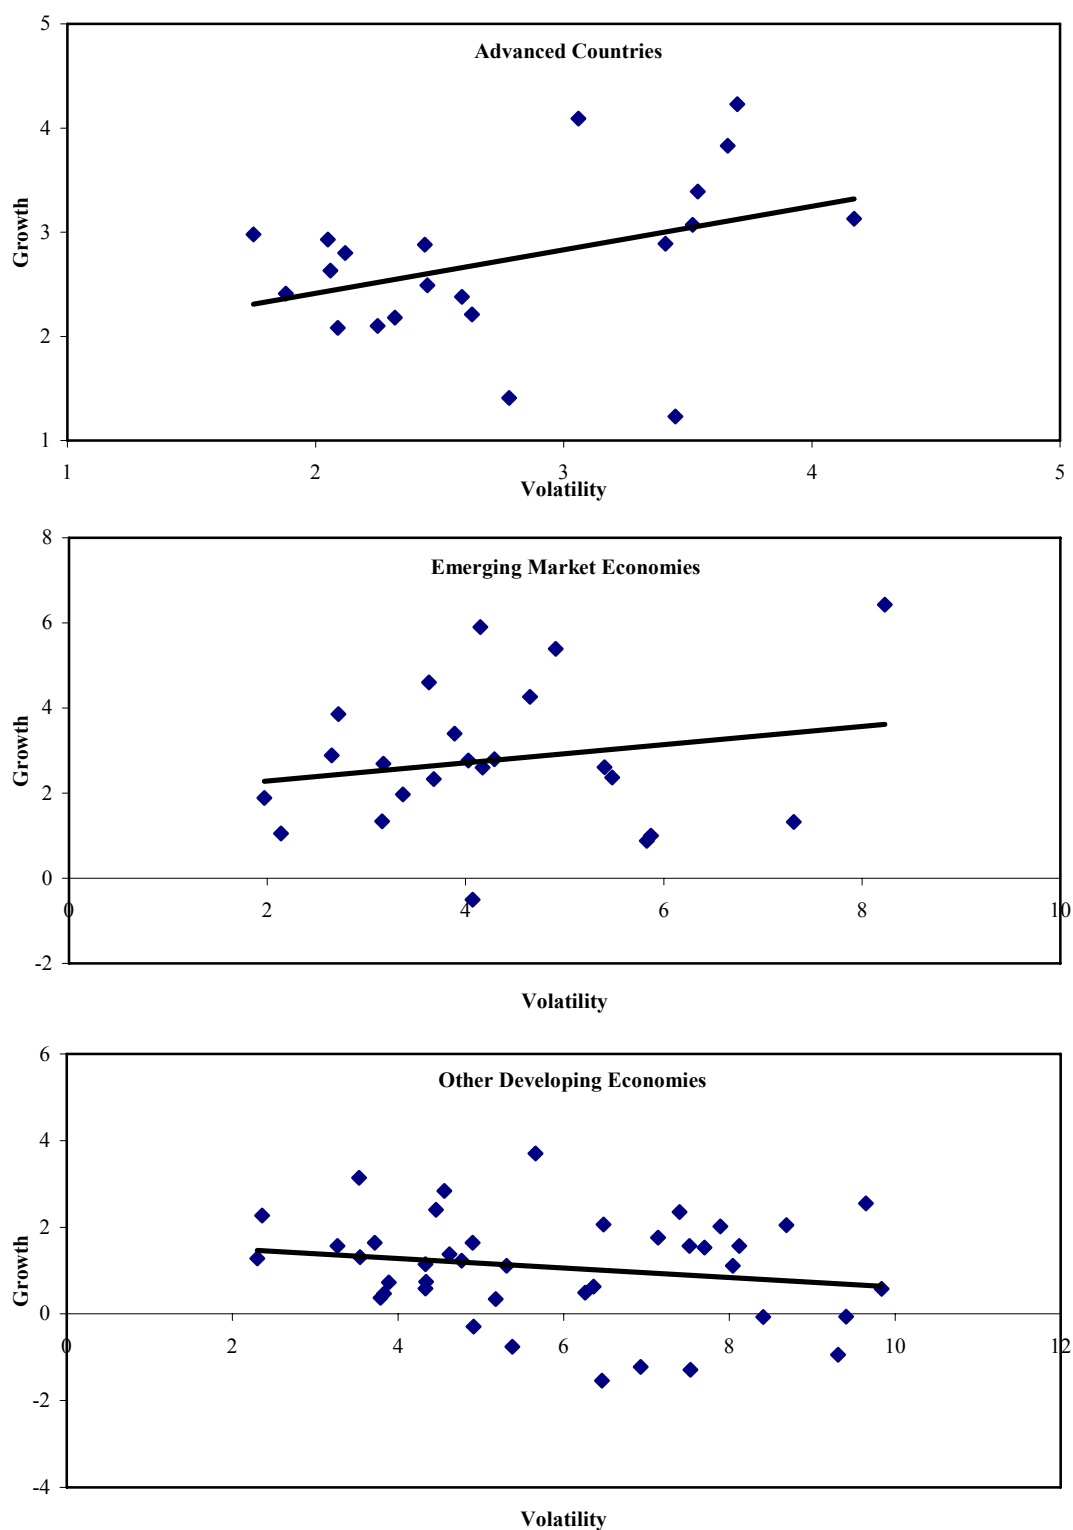 Advanced Countries
5
4
3
2
1
Growth
1 2 3 4 5
Volatility
Emerging Market Economies
8
6
4
2
0
-2
Growth
0 2 4 6 8 10
Volatility
Other Developing Economies
6
4
2
0
-2
-4
Growth
0 2 4 6 8 10 12
Volatility